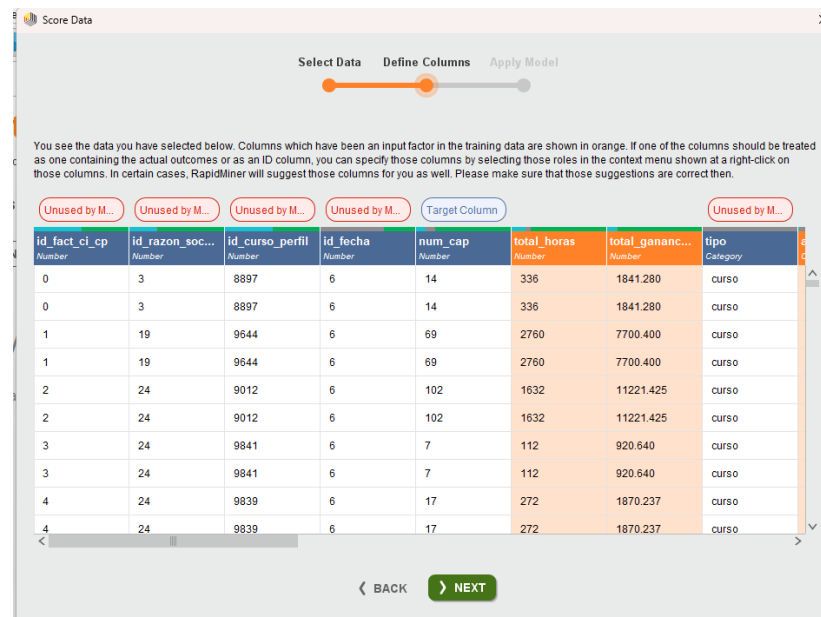 Score Data
Select Data Define Columns Apply Model
You see the data you have selected below. Columns which have been an input factor in the training data are shown in orange. If one of the columns should be treated
as one containing the actual outcomes or as an ID column, you can specify those columns by selecting those roles in the context menu shown at a right-click on
those columns. In certain cases, RapidMiner will suggest those columns for you as well. Please make sure that those suggestions are correct then.
Unused by M... Unused by M... Unused by M... Unused by M... Target Column Unused by M...
id_fact_ci_cp id_razon_soc... id_curso_perfil id_fecha num_cap total_horas total_gananc... tipo
Number Number Number Number Number Number Number Category
0 3 8897 6 14 336 1841.280 curso
0 3 8897 6 14 336 1841.280 curso
1 19 9644 6 69 2760 7700.400 curso
1 19 9644 6 69 2760 7700.400 curso
2 24 9012 6 102 1632 11221.425 curso
2 24 9012 6 102 1632 11221.425 curso
3 24 9841 6 7 112 920.640 curso
3 24 9841 6 7 112 920.640 curso
4 24 9839 6 17 272 1870.237 curso
4 24 9839 6 17 272 1870.237 curso
BACK NEXT